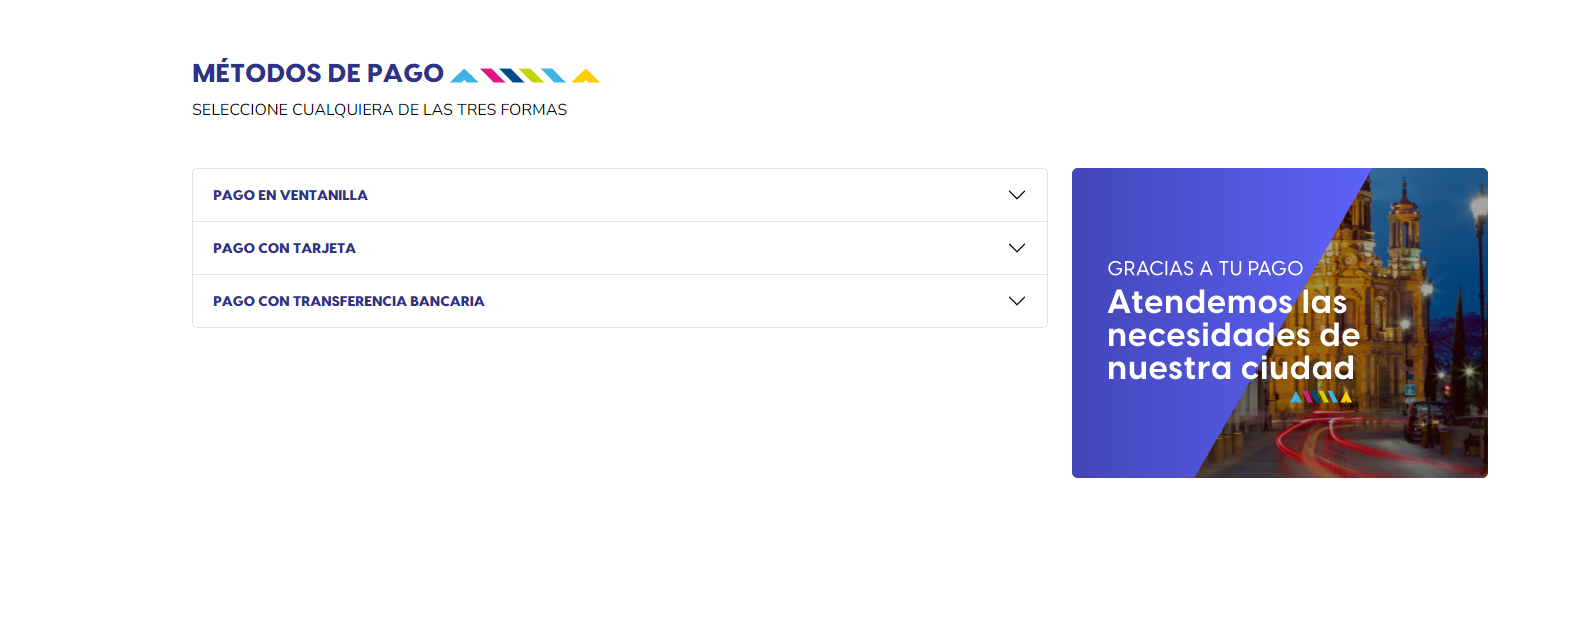 MÉTODOS DE PAGO
SELECCIONE CUALQUIERA DE LAS TRES FORMAS
PAGO EN VENTANILLA
PAGO CON TARJETA
PAGO CON TRANSFERENCIA BANCARIA
GRACIAS A TU PAGO
Atendemos las
necesidades de
nuestra ciudad